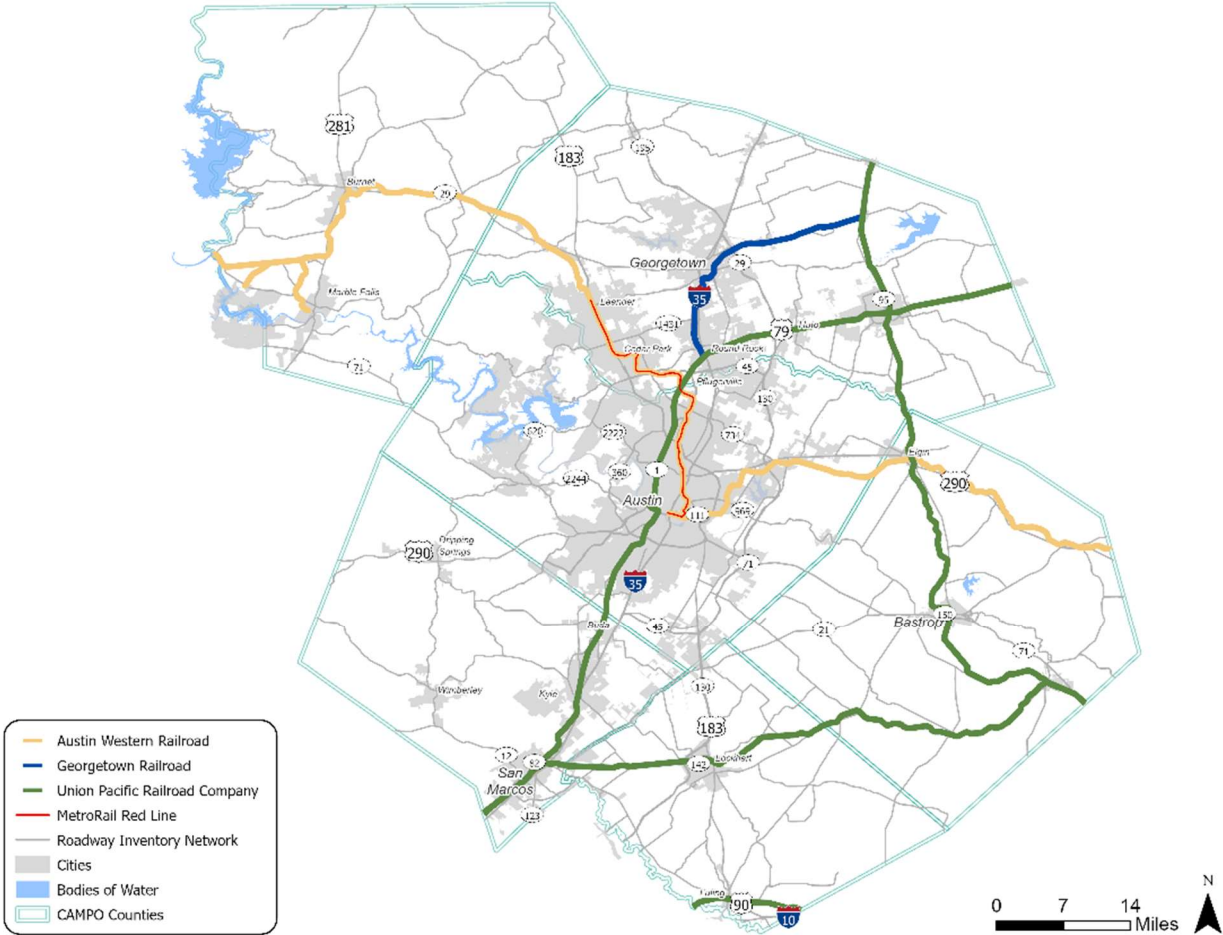 281
183
195
Burnet
29
Georgetown
29
35
Marble Falls
Leander
95
1431
79
Hutto
Cedar Park
Round Rock
71
45
Pflugerville
130
620
2222
734
Elgin
2244
360
1
290
Austin
111
969
290
Dripping
Springs
71
35
Bastrop
150
Buda
45
21
71
Wimberley
Kyle
130
183
12
82
142
Lockhart
San
Marcos
123
Luling
90
10
Austin Western Railroad
Georgetown Railroad
Union Pacific Railroad Company
MetroRail Red Line
Roadway Inventory Network
Cities
Bodies of Water
CAMPO Counties
N
0 7 14
Miles